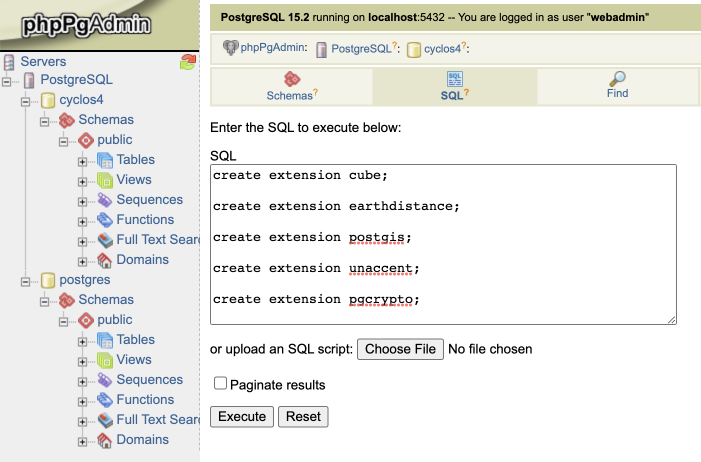 phpPgAdmin
Servers
PostgreSQL
cyclos4
Schemas
public
Tables
Views
Sequences
Functions
Full Text Sear
Domains
postgres
Schemas
public
Tables
Views
Sequences
Functions
Full Text Sear
Domains
PostgreSQL 15.2 running on localhost:5432 -- You are logged in as user "webadmin"
phpPgAdmin: PostgreSQL?: cyclos4?:
Schemas? SQL? Find
Enter the SQL to execute below:
SQL
create extension cube;
create extension earthdistance;
create extension postgis;
create extension unaccent;
create extension pgcrypto;
or upload an SQL script: Choose File No file chosen
Paginate results
Execute Reset